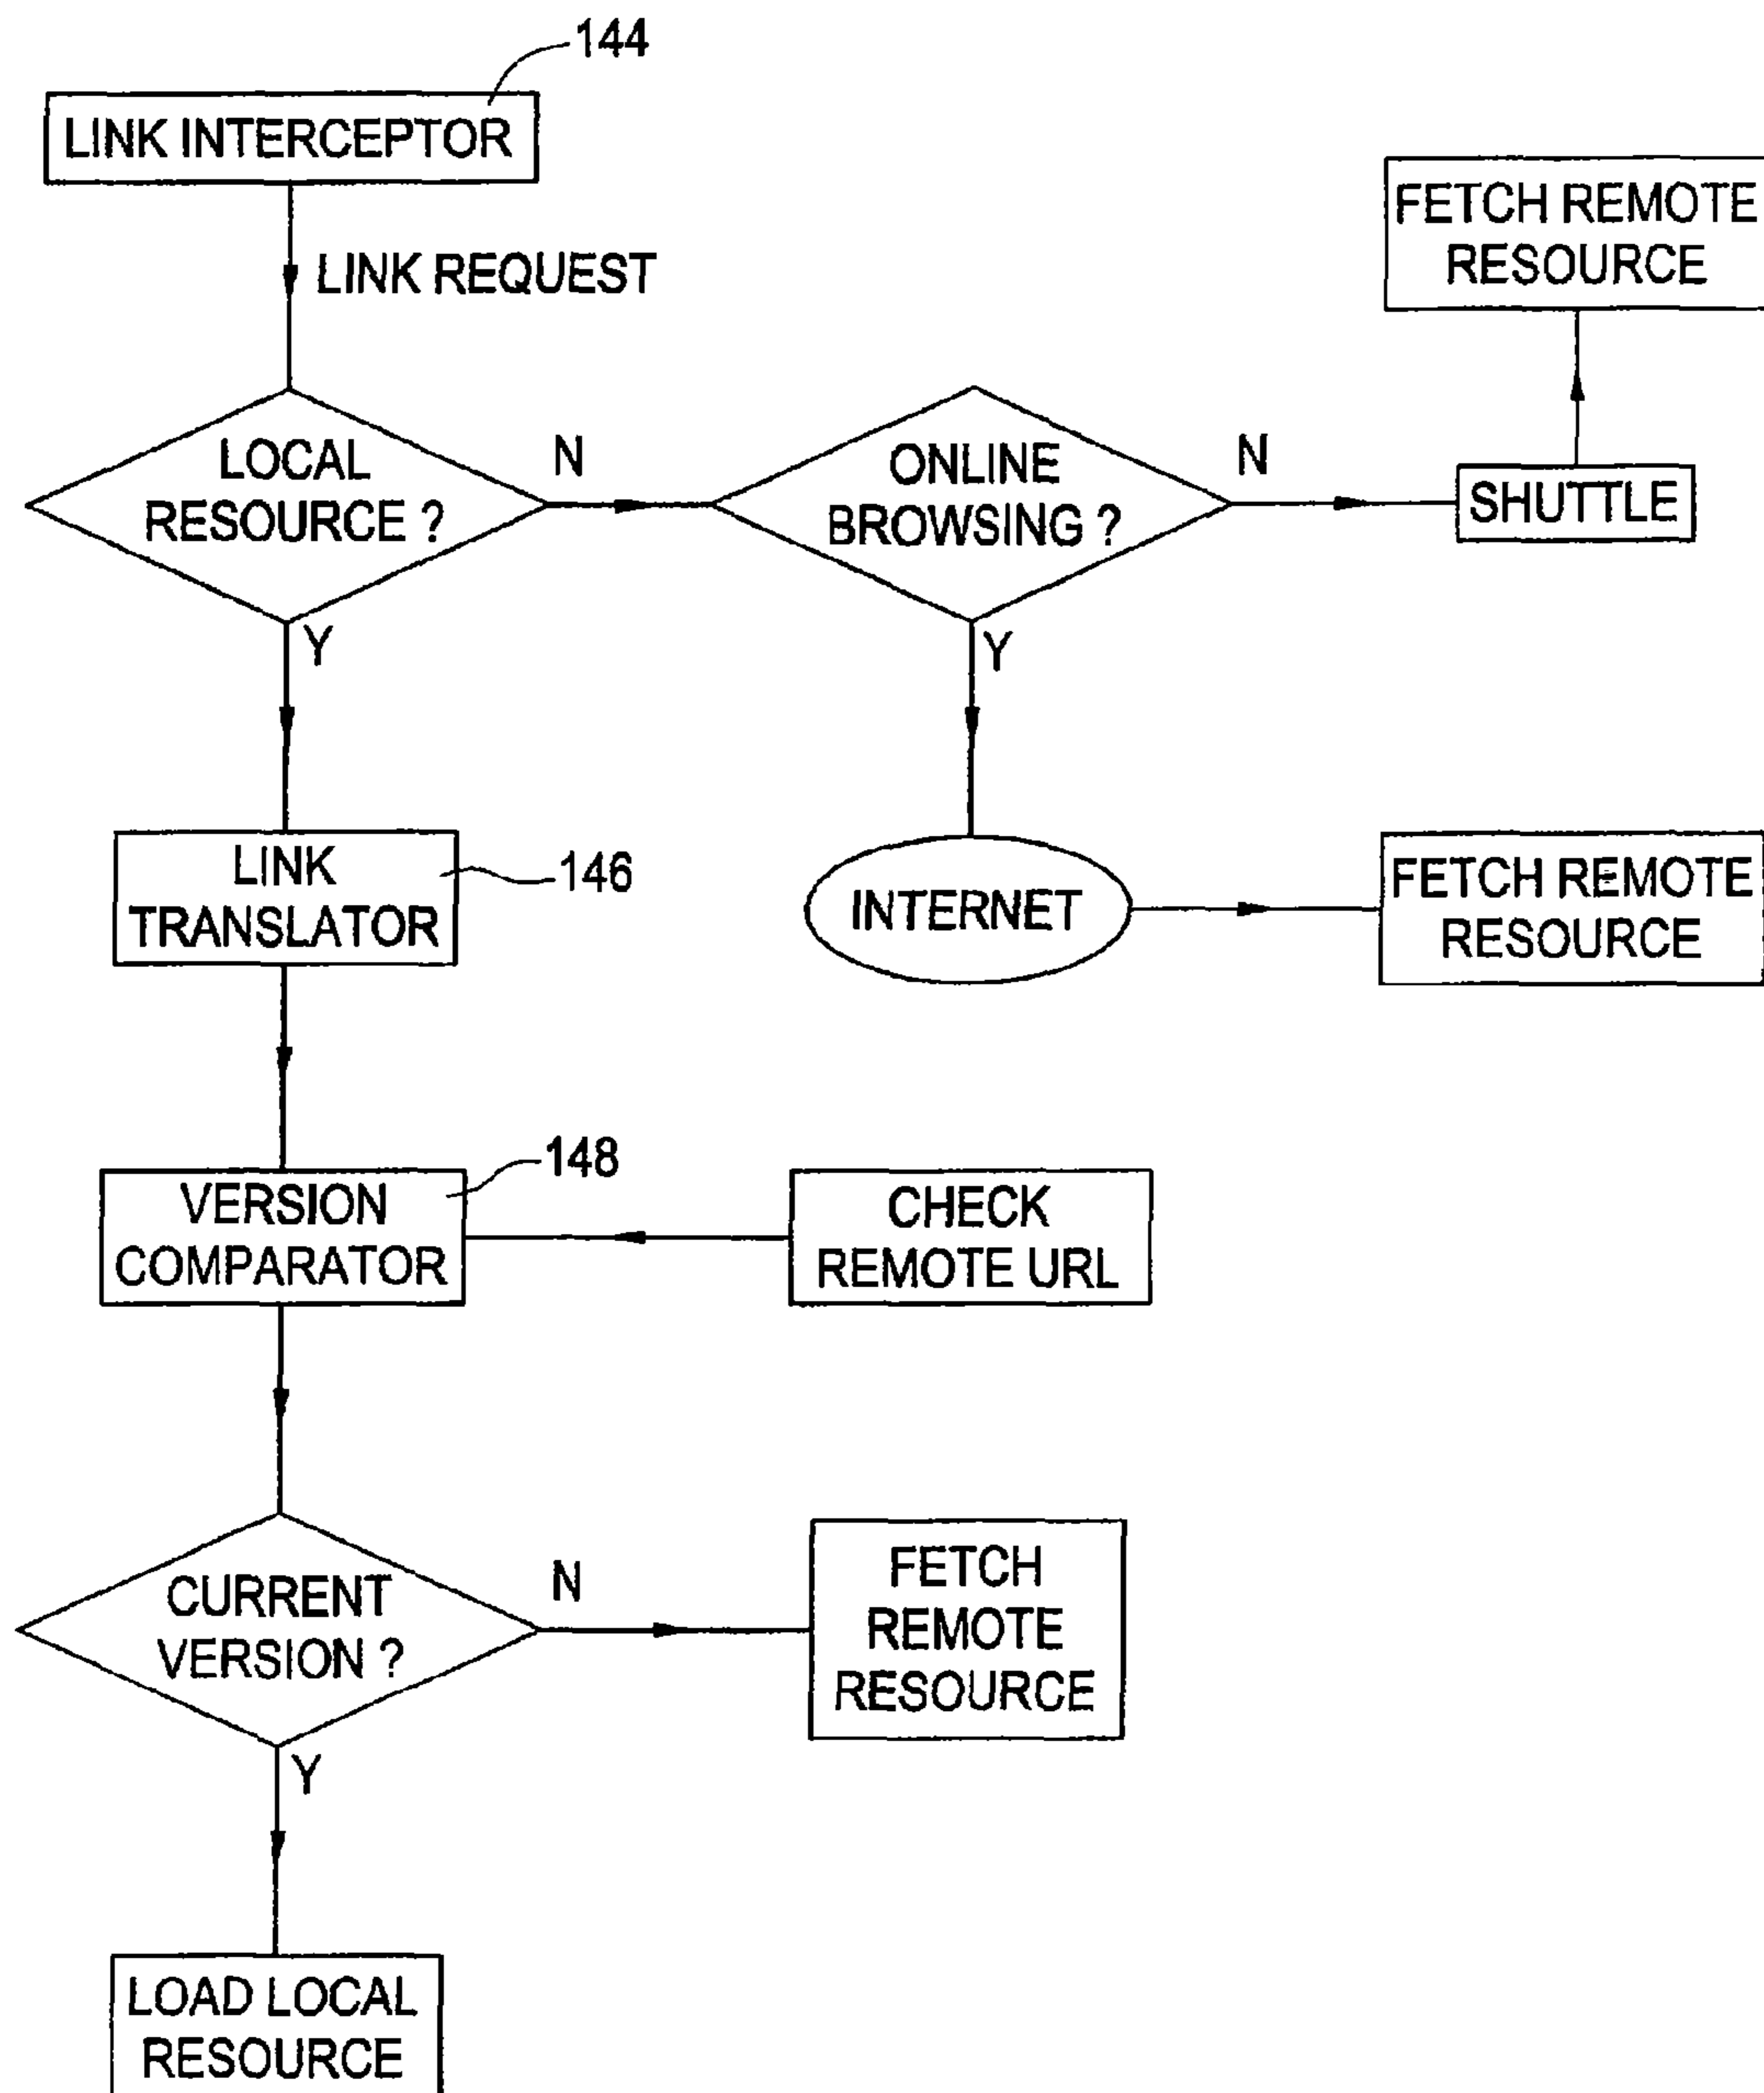 144
LINK INTERCEPTOR
LINK REQUEST
FETCH REMOTE
RESOURCE
LOCAL
RESOURCE ?
N
ONLINE
BROWSING ?
N
SHUTTLE
Y
Y
LINK
TRANSLATOR
146
INTERNET
FETCH REMOTE
RESOURCE
148
VERSION
COMPARATOR
CHECK
REMOTE URL
CURRENT
VERSION ?
N
FETCH
REMOTE
RESOURCE
Y
LOAD LOCAL
RESOURCE